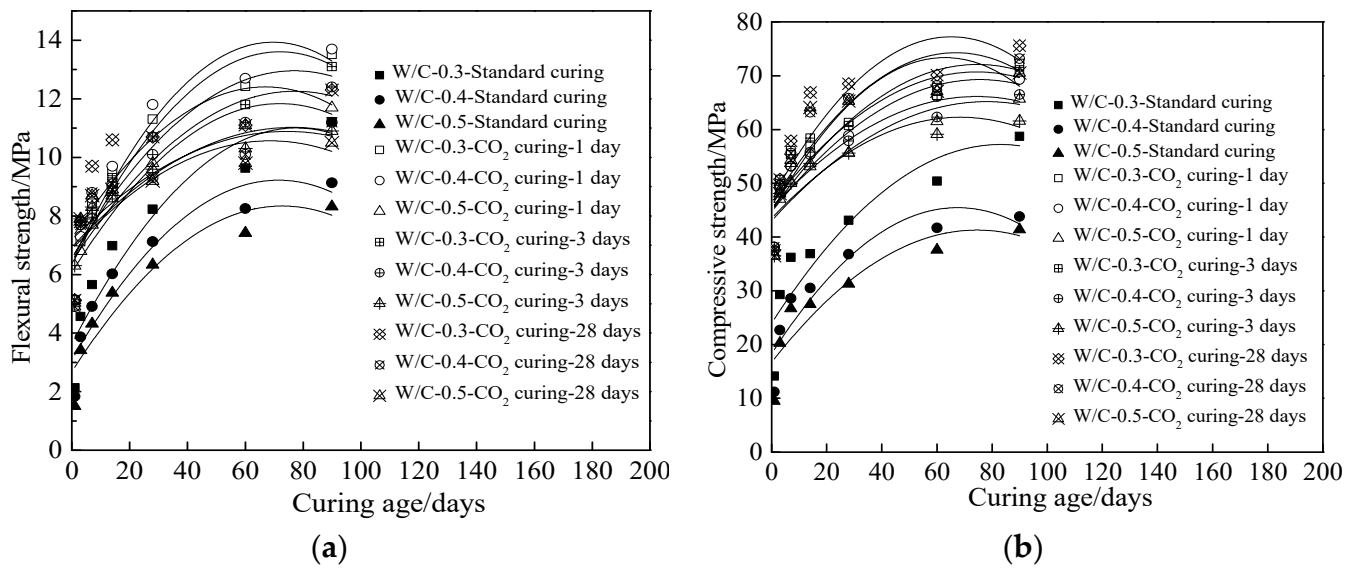 14
12
10
8
6
4
2
0
Flexural strength/MPa
W/C-0.3-Standard curing
W/C-0.4-Standard curing
W/C-0.5-Standard curing
W/C-0.3-CO₂ curing-1 day
W/C-0.4-CO₂ curing-1 day
W/C-0.5-CO₂ curing-1 day
W/C-0.3-CO₂ curing-3 days
W/C-0.4-CO₂ curing-3 days
W/C-0.5-CO₂ curing-3 days
W/C-0.3-CO₂ curing-28 days
W/C-0.4-CO₂ curing-28 days
W/C-0.5-CO₂ curing-28 days
0 20 40 60 80 100 120 140 160 180 200
Curing age/days
(a)
80
70
60
50
40
30
20
10
0
Compressive strength/MPa
W/C-0.3-Standard curing
W/C-0.4-Standard curing
W/C-0.5-Standard curing
W/C-0.3-CO₂ curing-1 day
W/C-0.4-CO₂ curing-1 day
W/C-0.5-CO₂ curing-1 day
W/C-0.3-CO₂ curing-3 days
W/C-0.4-CO₂ curing-3 days
W/C-0.5-CO₂ curing-3 days
W/C-0.3-CO₂ curing-28 days
W/C-0.4-CO₂ curing-28 days
W/C-0.5-CO₂ curing-28 days
0 20 40 60 80 100 120 140 160 180 200
Curing age/days
(b)